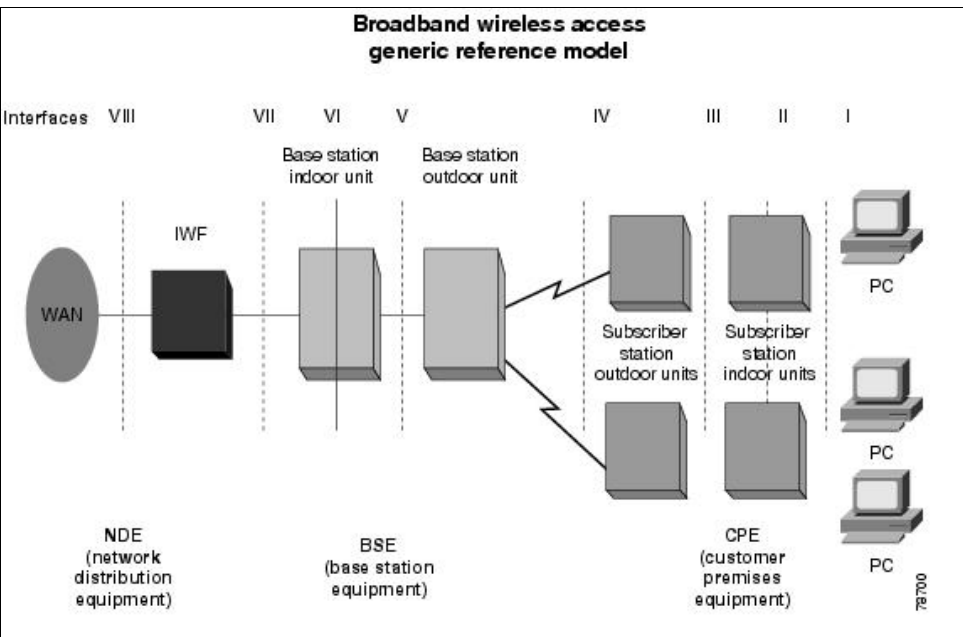 Broadband wireless access
generic reference model
Interfaces VIII VII VI V IV III II I
Base station
indoor unit
Base station
outdoor unit
IWF
WAN
PC
Subscriber
station
outdoor units
Subscriber
station
indoor units
PC
PC
NDE
(network
distribution
equipment)
BSE
(base station
equipment)
CPE
(customer
premises
equipment)
78700